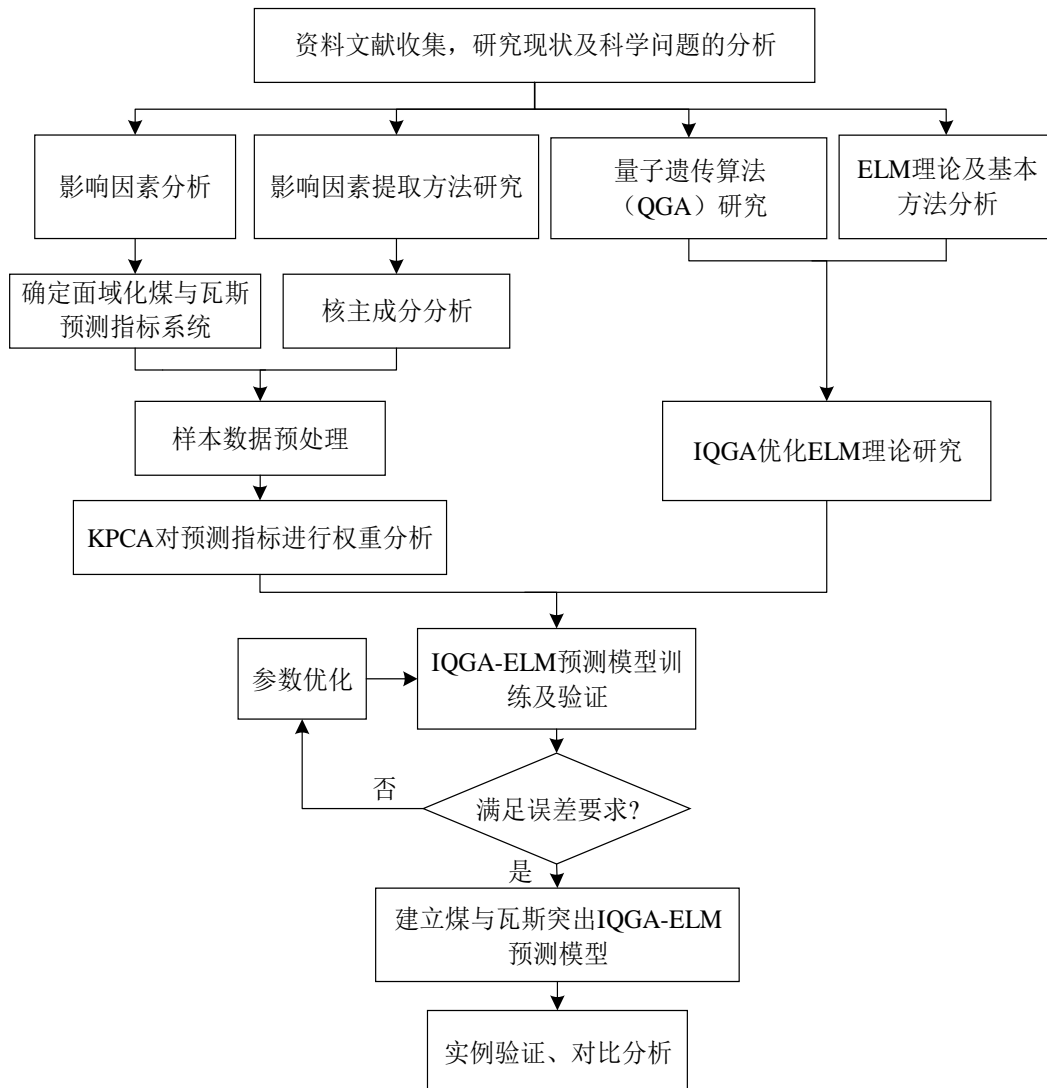 资料文献收集，研究现状及科学问题的分析
影响因素分析
影响因素提取方法研究
量子遗传算法
（QGA）研究
ELM理论及基本
方法分析
确定面域化煤与瓦斯
预测指标系统
核主成分分析
样本数据预处理
IQGA优化ELM理论研究
KPCA对预测指标进行权重分析
参数优化
IQGA-ELM预测模型训
练及验证
否
满足误差要求?
是
建立煤与瓦斯突出IQGA-ELM
预测模型
实例验证、对比分析